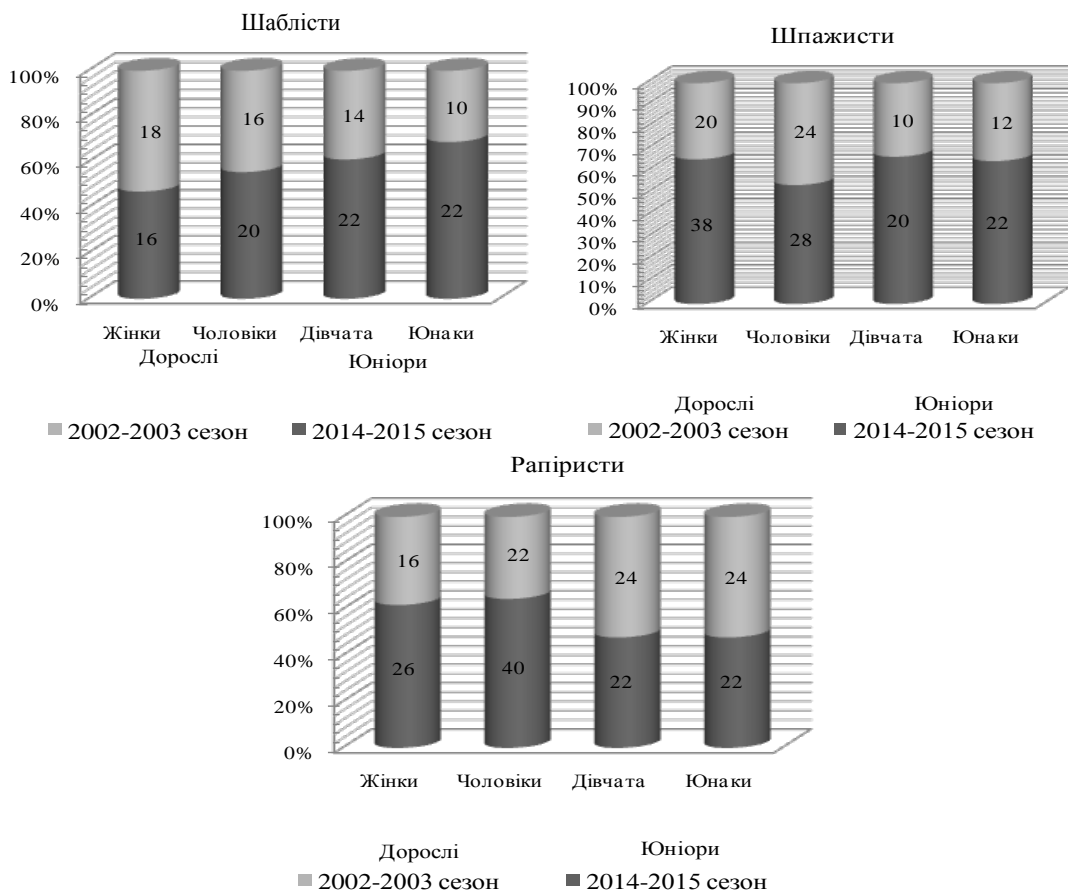 Шаблісти
100%
80%
60%
40%
20%
0%
18 16 14 10
16 20 22 22
Жінки Чоловіки Дівчата Юнаки
Дорослі Юніори
2002-2003 сезон 2014-2015 сезон
Шпажисти
100%
90%
80%
70%
60%
50%
40%
30%
20%
10%
0%
20 24 10 12
38 28 20 22
Жінки Чоловіки Дівчата Юнаки
Дорослі Юніори
2002-2003 сезон 2014-2015 сезон
Рапіристи
100%
80%
60%
40%
20%
0%
16 22 24 24
26 40 22 22
Жінки Чоловіки Дівчата Юнаки
Дорослі Юніори
2002-2003 сезон 2014-2015 сезон